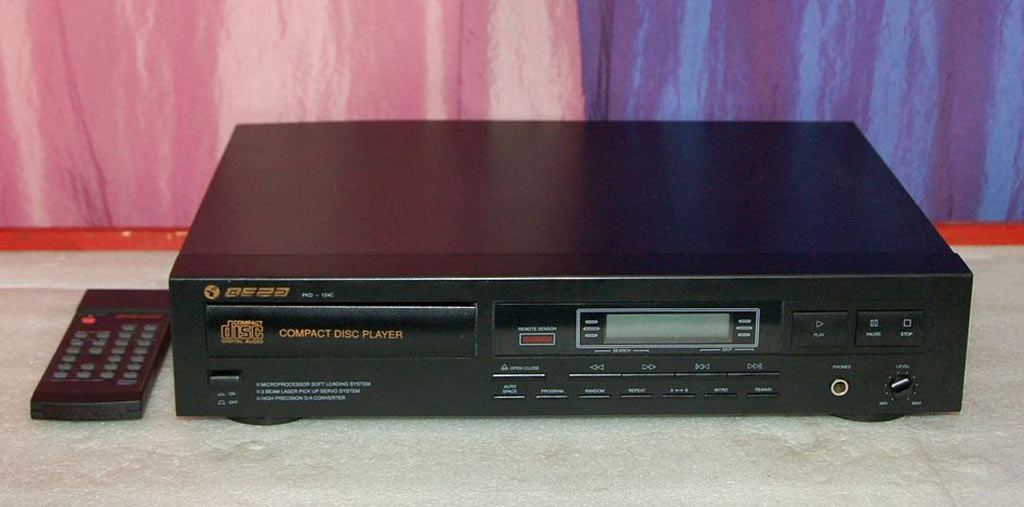 вега PKD - 124C
COMPACT
disc
DIGITAL AUDIO
COMPACT DISC PLAYER
ON
OFF
MICROPROCESSOR SOFT LOADING SYSTEM
3 BEAM LASER PICK UP SERVO SYSTEM
HIGH PRECISION D/A CONVERTER
REMOTE SENSOR
SEARCH SKIP
OPEN/CLOSE
AUTO
SPACE PROGRAM RANDOM REPEAT A B INTRO REMAIN
PLAY PAUSE STOP
PHONES LEVEL
MIN MAX